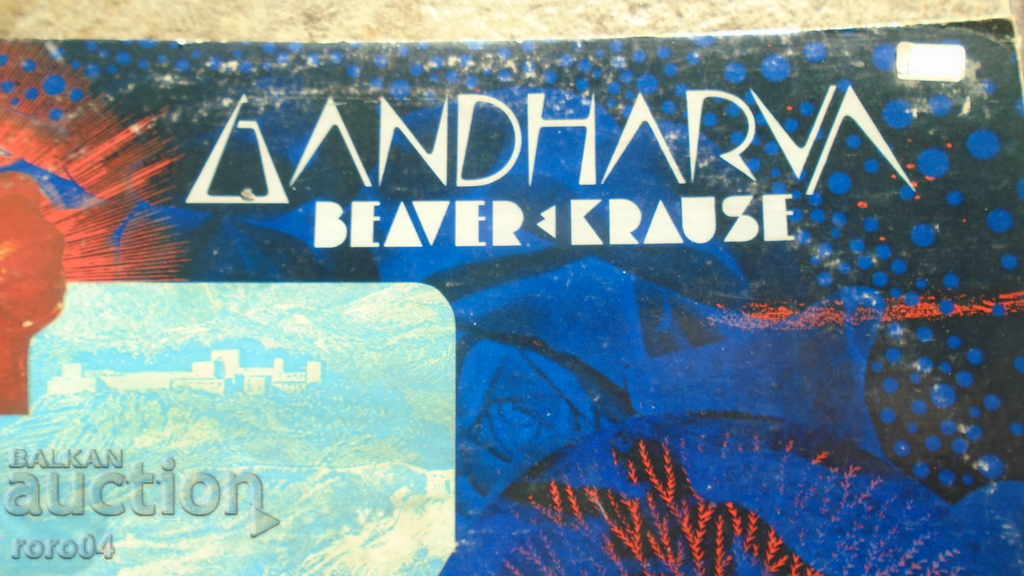 GANDHARVA
BEAVER & KRAUSE
BALKAN
auction
roro04